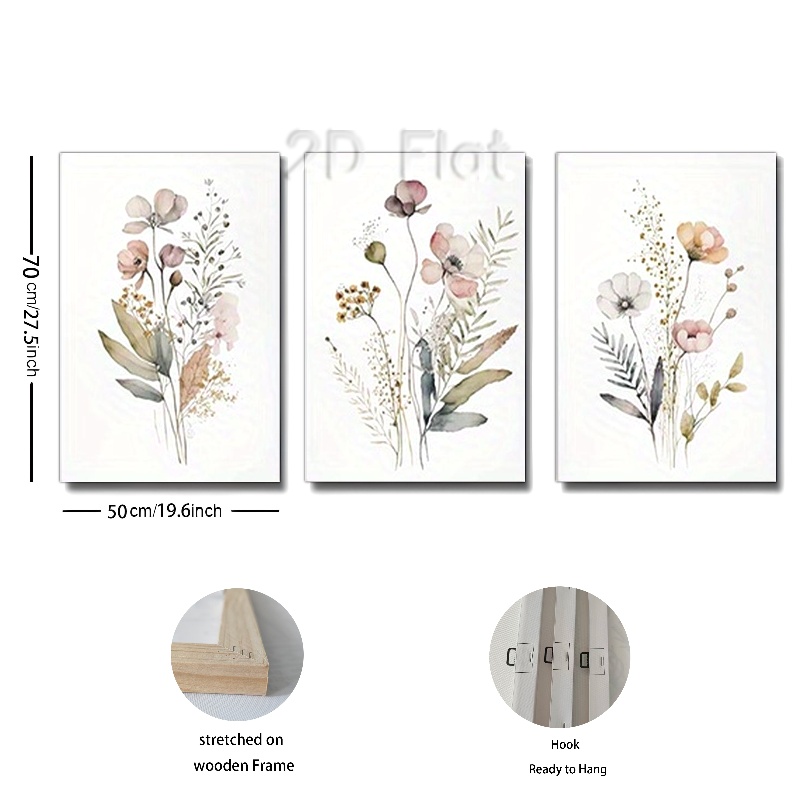 2D Flat
70 cm/27.5inch
50 cm/19.6inch
stretched on
wooden Frame
Hook
Ready to Hang